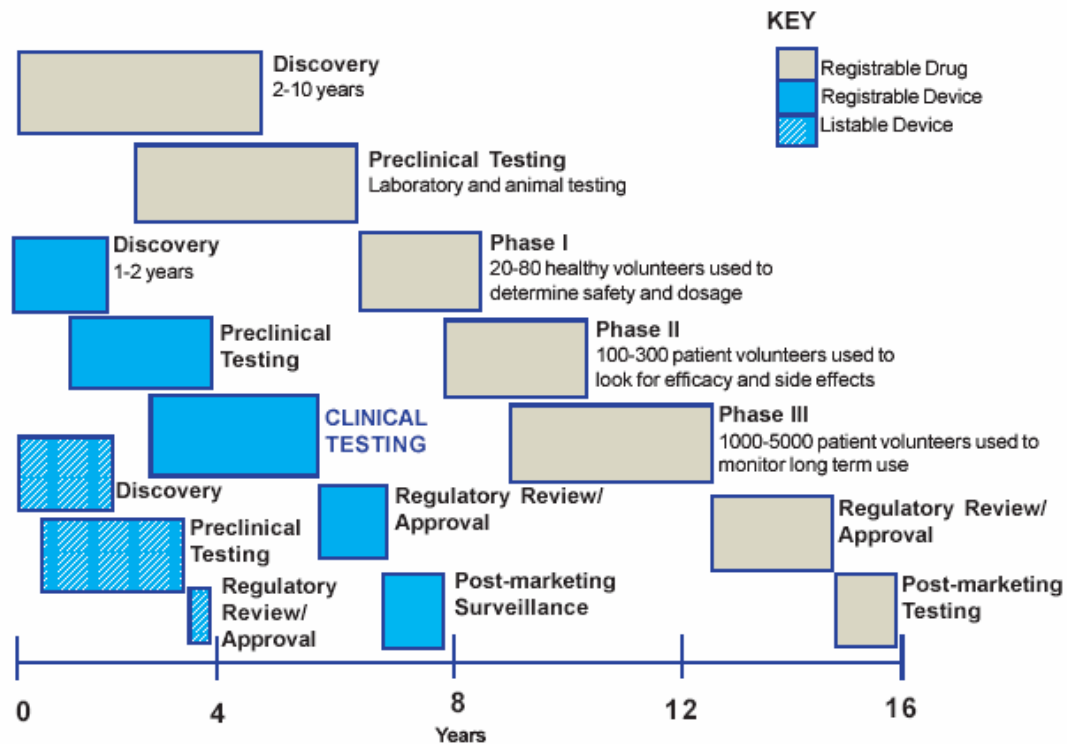 KEY
Registrable Drug
Registrable Device
Listable Device
Discovery
2-10 years
Preclinical Testing
Laboratory and animal testing
Discovery
1-2 years
Phase I
20-80 healthy volunteers used to
determine safety and dosage
Preclinical
Testing
Phase II
100-300 patient volunteers used to
look for efficacy and side effects
CLINICAL
TESTING
Phase III
1000-5000 patient volunteers used to
monitor long term use
Discovery
Regulatory Review/
Approval
Regulatory Review/
Approval
Preclinical
Testing
Regulatory
Review/
Approval
Post-marketing
Surveillance
Post-marketing
Testing
0 4 8 12 16
Years